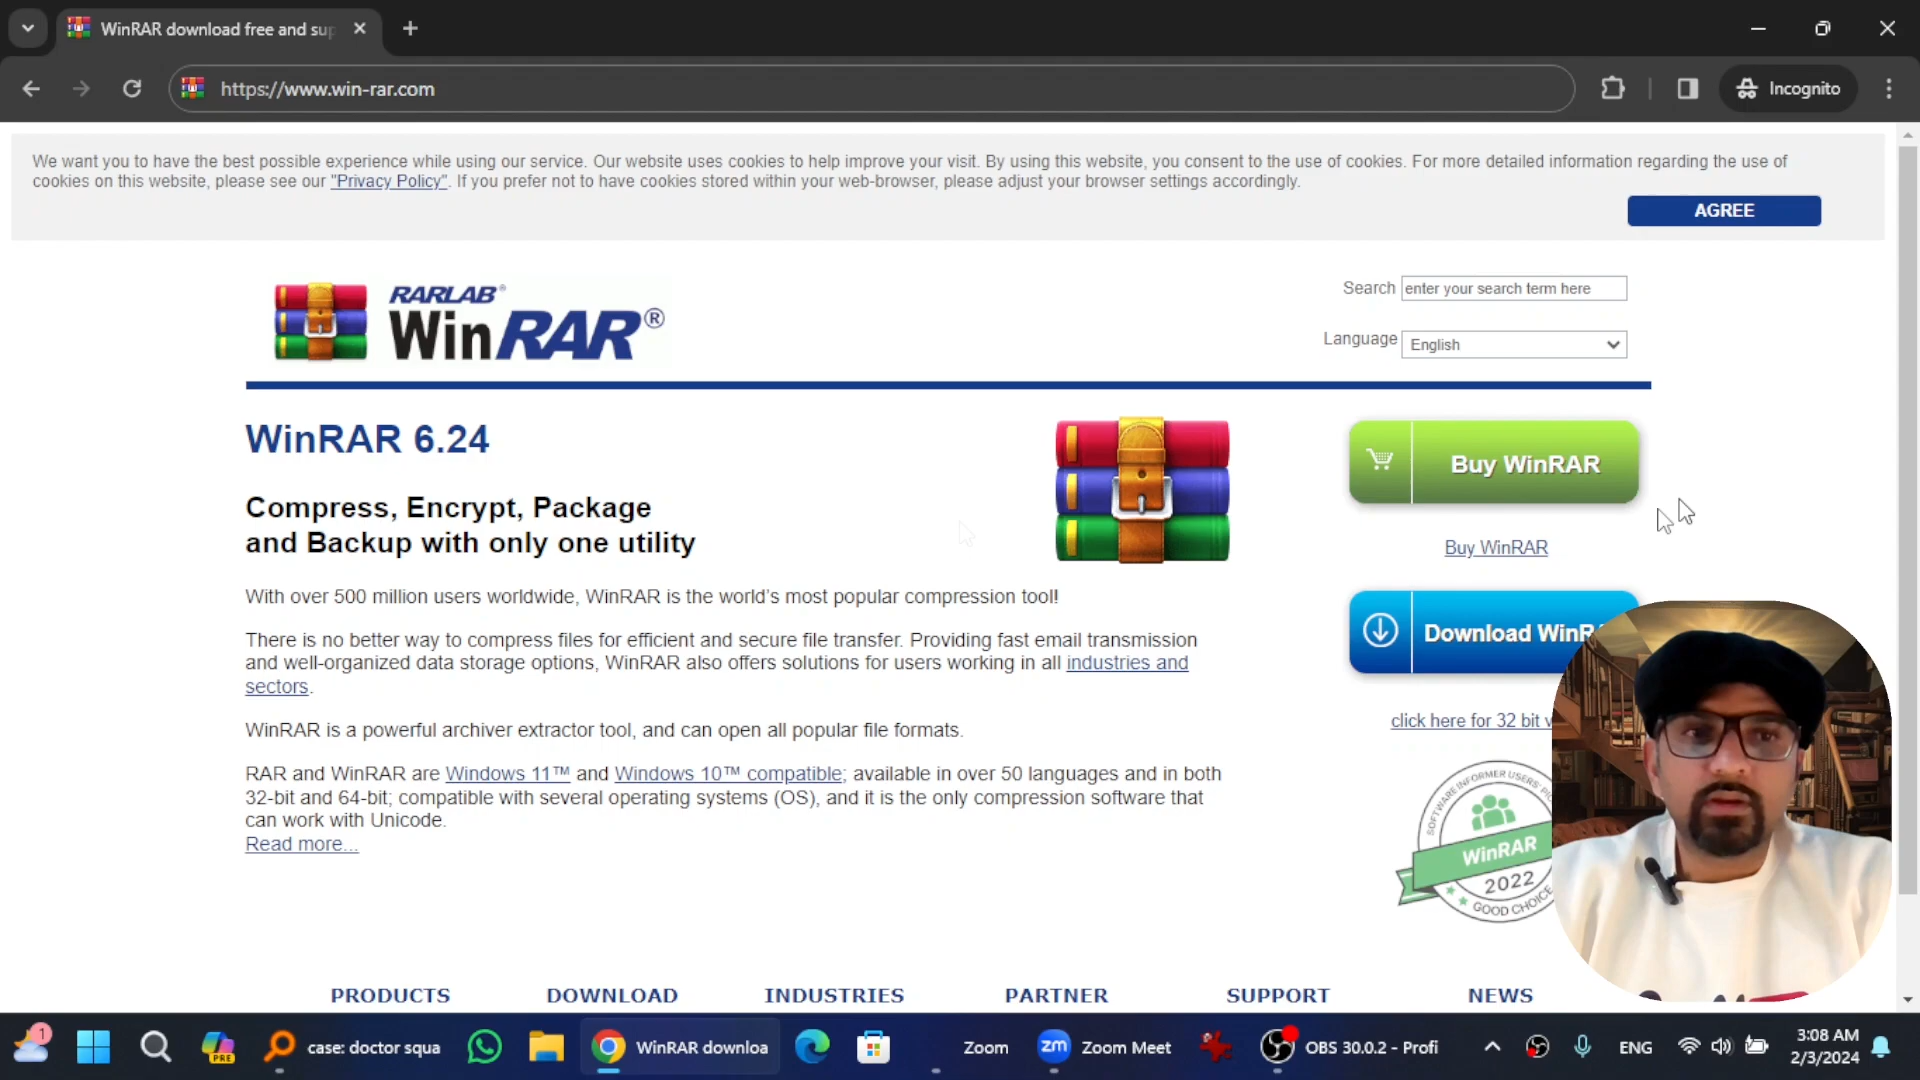 WinRAR download free and sup
https://www.win-rar.com
Incognito
We want you to have the best possible experience while using our service. Our website uses cookies to help improve your visit. By using this website, you consent to the use of cookies. For more detailed information regarding the use of
cookies on this website, please see our "Privacy Policy". If you prefer not to have cookies stored within your web-browser, please adjust your browser settings accordingly.
AGREE
RARLAB®
WinRAR®
Search enter your search term here
Language English
WinRAR 6.24
Compress, Encrypt, Package
and Backup with only one utility
Buy WinRAR
Buy WinRAR
With over 500 million users worldwide, WinRAR is the world's most popular compression tool!
There is no better way to compress files for efficient and secure file transfer. Providing fast email transmission
and well-organized data storage options, WinRAR also offers solutions for users working in all industries and
sectors.
Download WinRA
click here for 32 bit v
WinRAR is a powerful archiver extractor tool, and can open all popular file formats.
RAR and WinRAR are Windows 11™ and Windows 10™ compatible; available in over 50 languages and in both
32-bit and 64-bit; compatible with several operating systems (OS), and it is the only compression software that
can work with Unicode.
Read more...
SOFTWARE INFORMER USERS' PIC
WinRAR
2022
GOOD CHOICE
PRODUCTS
DOWNLOAD
INDUSTRIES
PARTNER
SUPPORT
NEWS
1
PRE
case: doctor squa
WinRAR downloa
Zoom
zm
Zoom Meet
OBS 30.0.2 - Profi
ENG
3:08 AM
2/3/2024